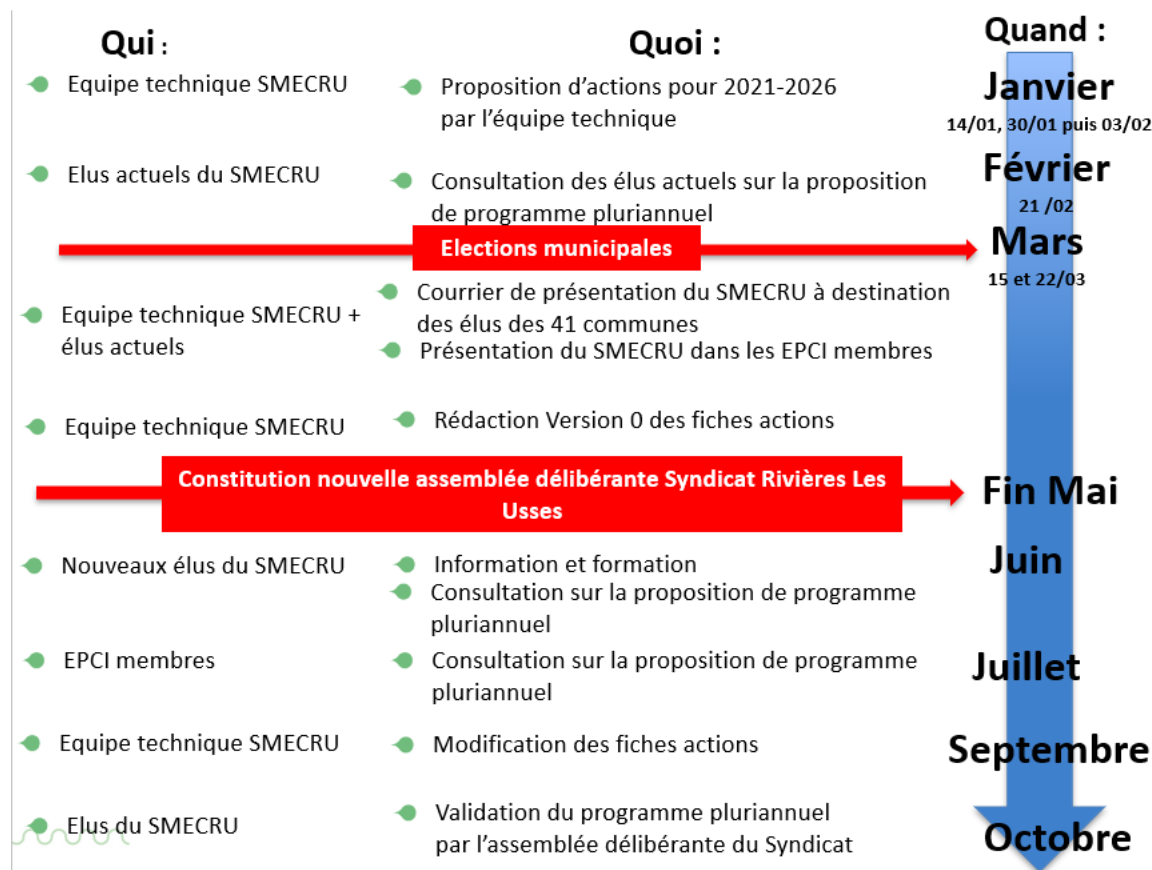 Qui :
Quoi :
Quand :
Equipe technique SMECRU
Proposition d'actions pour 2021-2026
par l'équipe technique
Janvier
14/01, 30/01 puis 03/02
Elus actuels du SMECRU
Consultation des élus actuels sur la proposition
de programme pluriannuel
Février
21 /02
Elections municipales
Mars
15 et 22/03
Equipe technique SMECRU +
élus actuels
Courrier de présentation du SMECRU à destination
des élus des 41 communes
Présentation du SMECRU dans les EPCI membres
Equipe technique SMECRU
Rédaction Version 0 des fiches actions
Constitution nouvelle assemblée délibérante Syndicat Rivières Les
Usses
Fin Mai
Nouveaux élus du SMECRU
Information et formation
Consultation sur la proposition de programme
pluriannuel
Juin
EPCI membres
Consultation sur la proposition de programme
pluriannuel
Juillet
Equipe technique SMECRU
Modification des fiches actions
Septembre
Elus du SMECRU
Validation du programme pluriannuel
par l'assemblée délibérante du Syndicat
Octobre